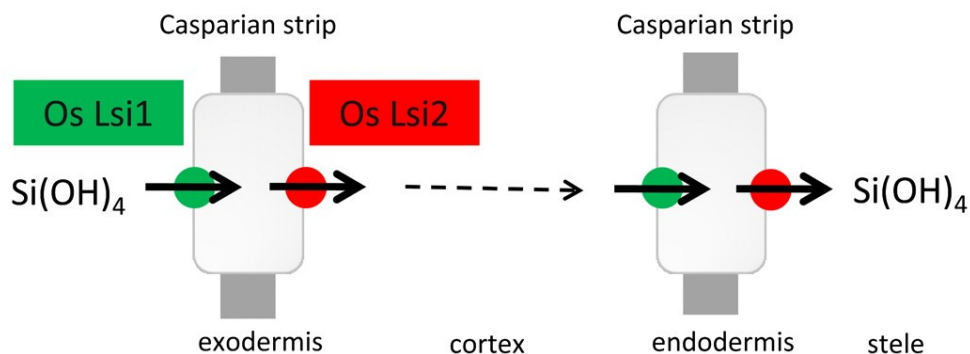 Casparian strip
Casparian strip
Os Lsi1
Os Lsi2
Si(OH)4
Si(OH)4
exodermis
cortex
endodermis
stele